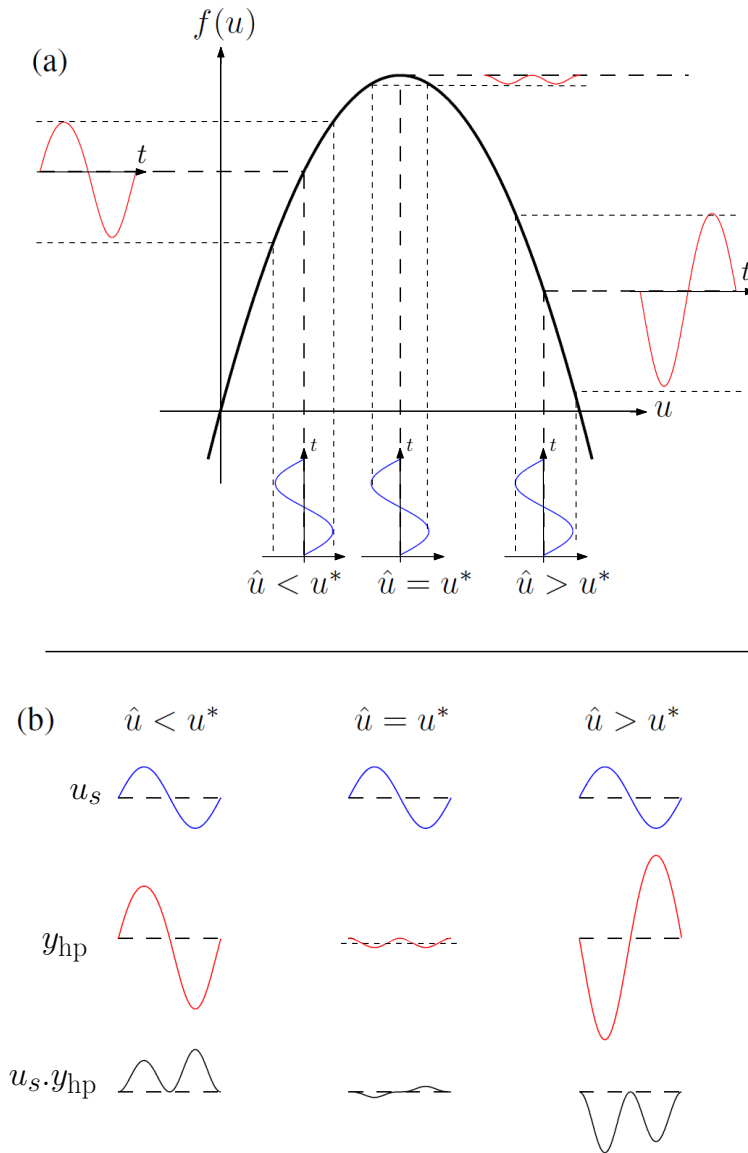 f(u)
(a)
t
t
u
t
t
t
û < u*
û = u*
û > u*
(b)
û < u*
û = u*
û > u*
u_s
y_hp
u_s.y_hp